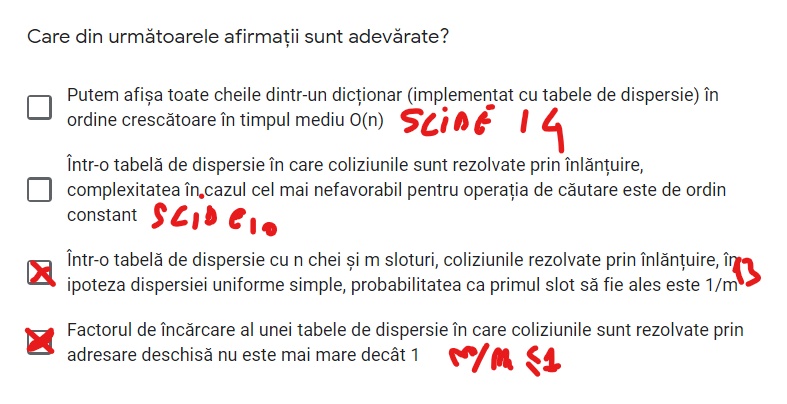 Care din următoarele afirmații sunt adevărate?
Putem afișa toate cheile dintr-un dicționar (implementat cu tabele de dispersie) în
ordine crescătoare în timpul mediu O(n) SLIDE 14
Într-o tabelă de dispersie în care coliziunile sunt rezolvate prin înlănțuire,
complexitatea în cazul cel mai nefavorabil pentru operația de căutare este de ordin
constant
Într-o tabelă de dispersie cu n chei și m sloturi, coliziunile rezolvate prin înlănțuire, în
ipoteza dispersiei uniforme simple, probabilitatea ca primul slot să fie ales este 1/m 13
Factorul de încărcare al unei tabele de dispersie în care coliziunile sunt rezolvate prin
adresare deschisă nu este mai mare decât 1 n/m ≤1